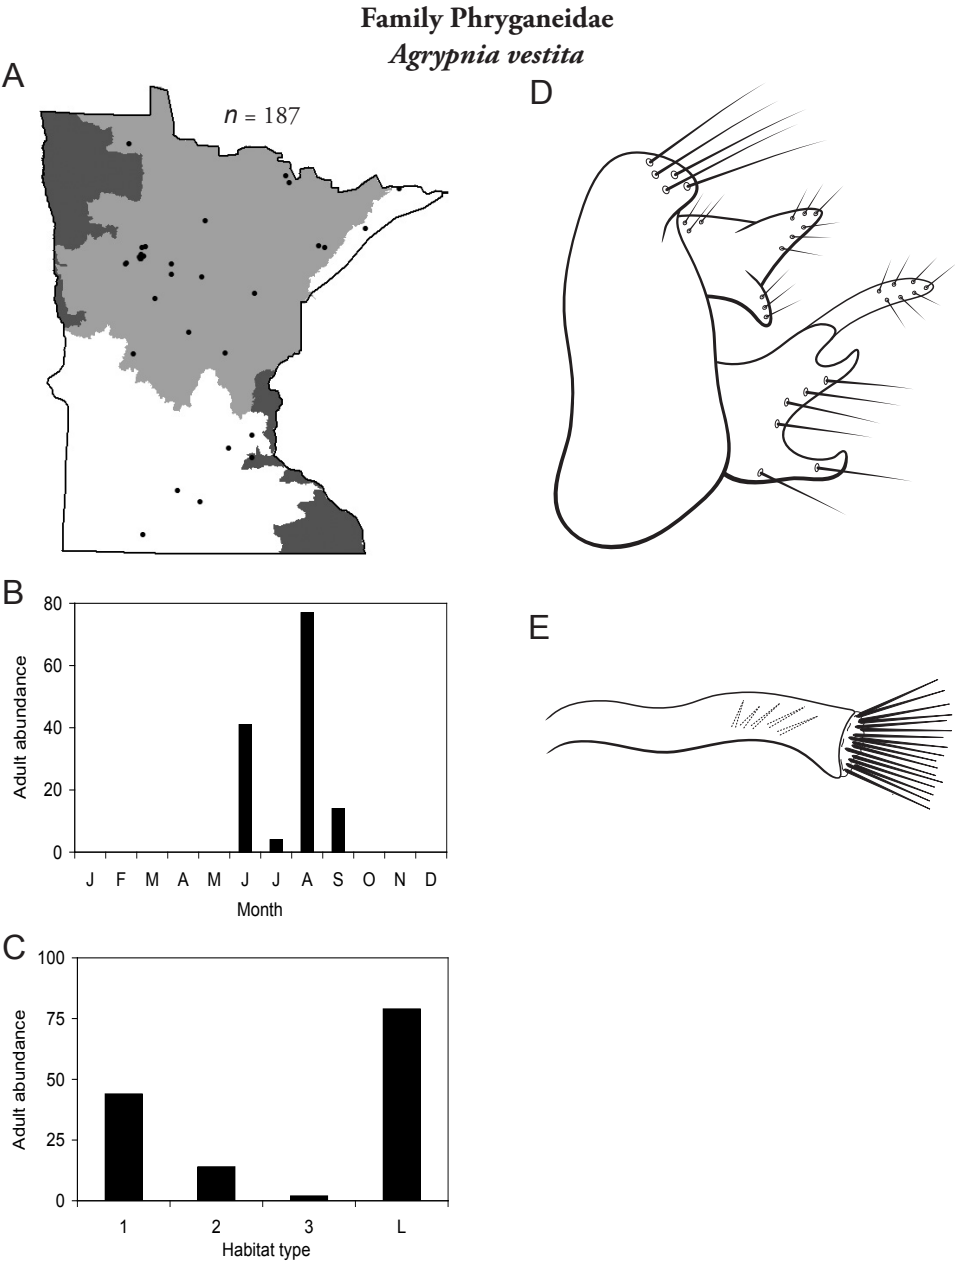 Family Phryganeidae
Agrypnia vestita
A
n = 187
D
B
80
60
40
20
0
Adult abundance
J F M A M J J A S O N D
Month
E
C
100
75
50
25
0
Adult abundance
1 2 3 L
Habitat type